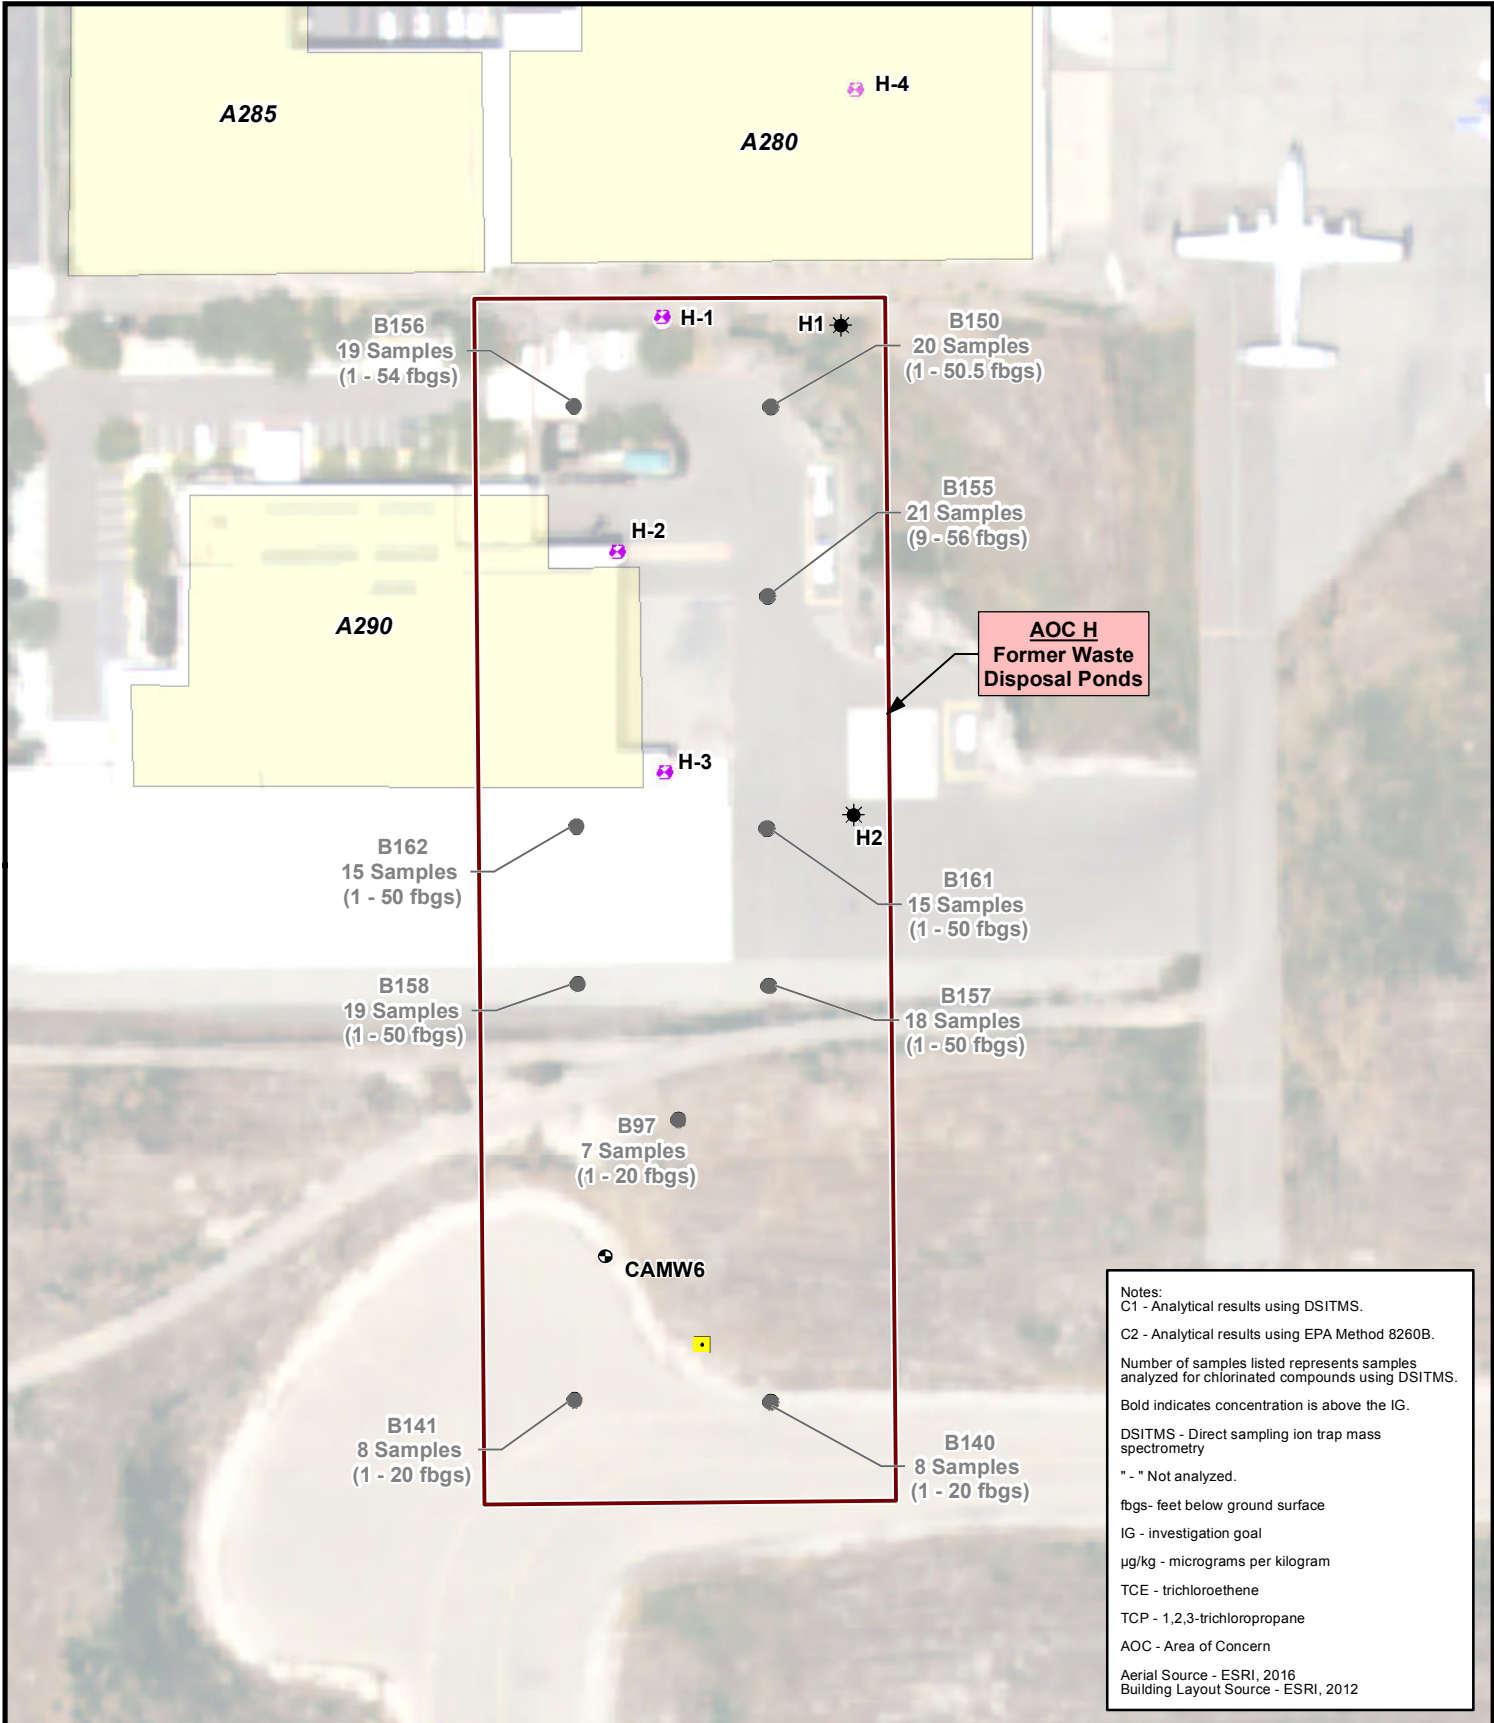 H-4
A285
A280
H-1
H1
B156
19 Samples
(1 - 54 fbgs)
B150
20 Samples
(1 - 50.5 fbgs)
B155
21 Samples
(9 - 56 fbgs)
H-2
A290
AOC H
Former Waste
Disposal Ponds
H-3
H2
B162
15 Samples
(1 - 50 fbgs)
B161
15 Samples
(1 - 50 fbgs)
B158
19 Samples
(1 - 50 fbgs)
B157
18 Samples
(1 - 50 fbgs)
B97
7 Samples
(1 - 20 fbgs)
CAMW6
B141
8 Samples
(1 - 20 fbgs)
B140
8 Samples
(1 - 20 fbgs)
Notes:
C1 - Analytical results using DSITMS.
C2 - Analytical results using EPA Method 8260B.
Number of samples listed represents samples
analyzed for chlorinated compounds using DSITMS.
Bold indicates concentration is above the IG.
DSITMS - Direct sampling ion trap mass
spectrometry
" - " Not analyzed.
fbgs- feet below ground surface
IG - investigation goal
µg/kg - micrograms per kilogram
TCE - trichloroethene
TCP - 1,2,3-trichloropropane
AOC - Area of Concern
Aerial Source - ESRI, 2016
Building Layout Source - ESRI, 2012